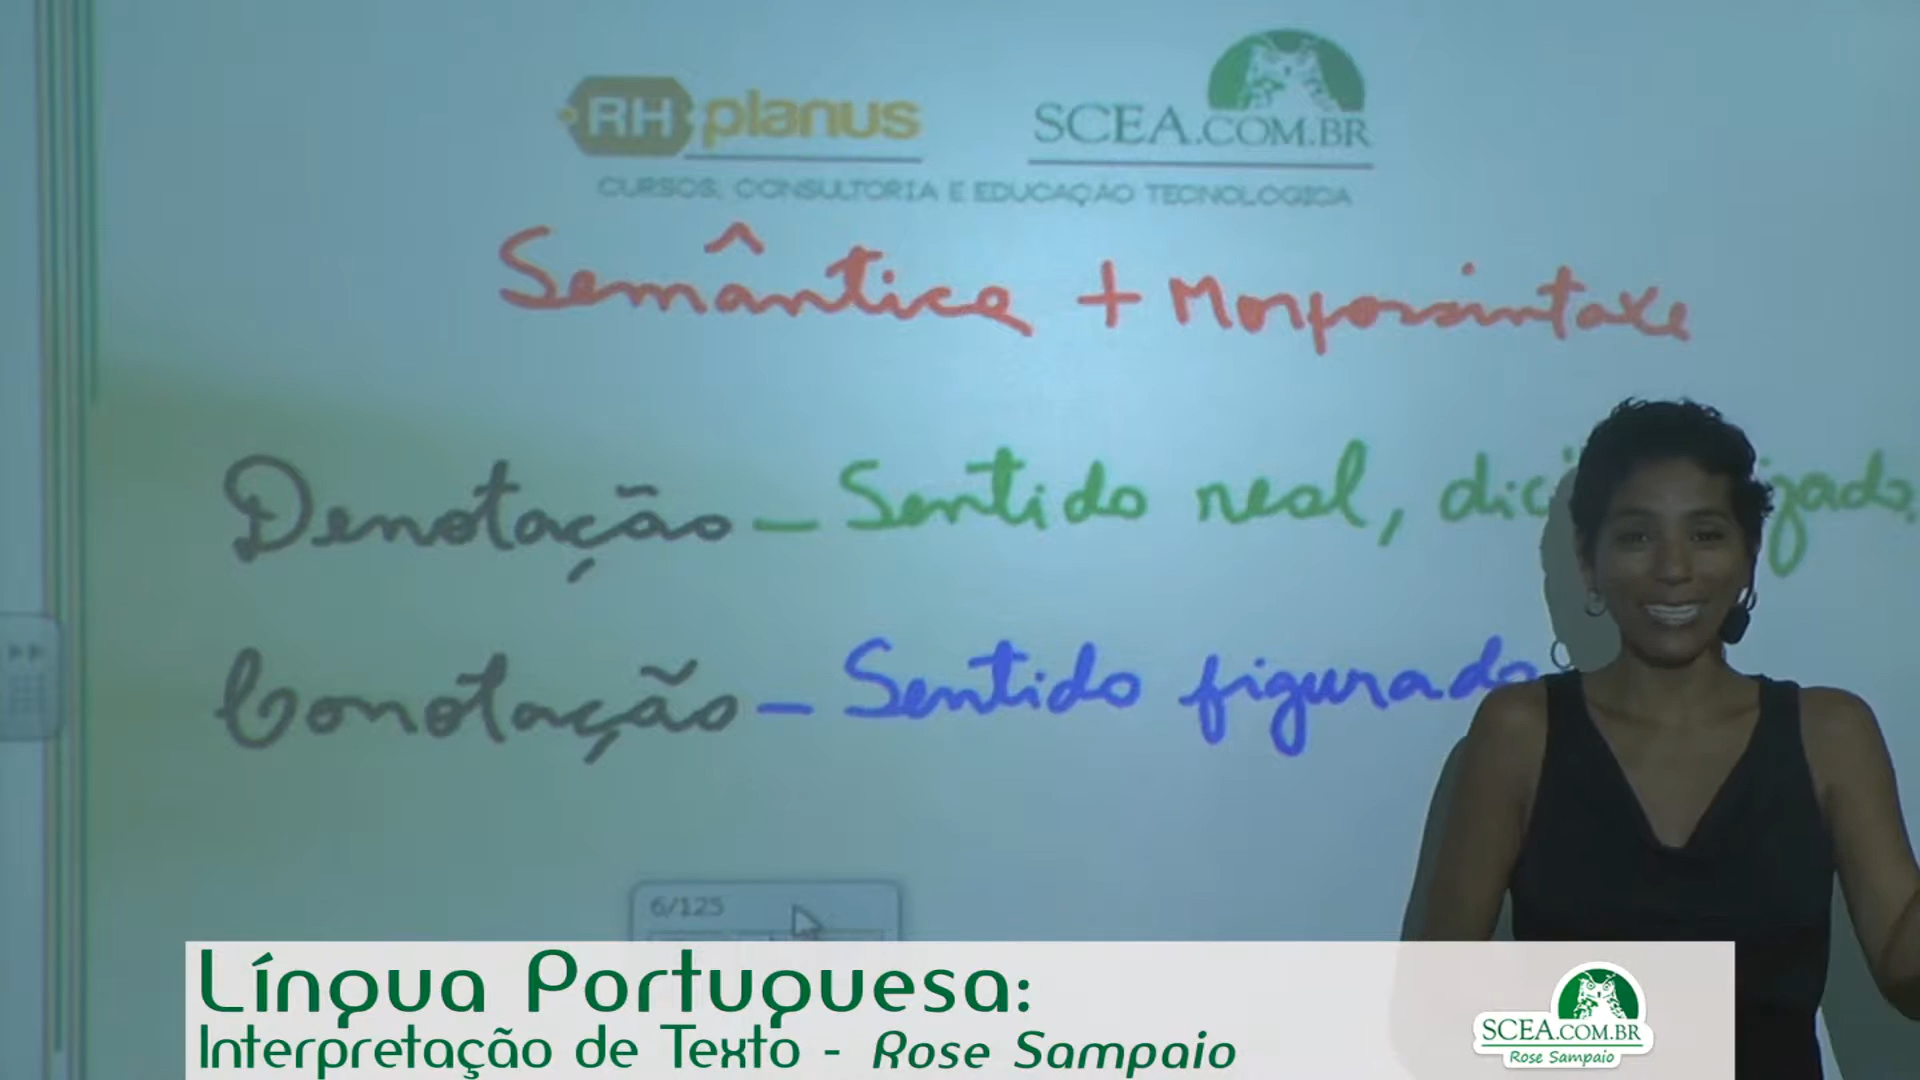 RH planus SCEA.COM.BR
CURSOS, CONSULTORIA E EDUCAÇÃO TECNOLÓGICA
Semântica + Morfossintaxe
Denotação - Sentido real,
Conotação - Sentido figurado
6/125
Língua Portuguesa:
Interpretação de Texto - Rose Sampaio
SCEA.COM.BR
Rose Sampaio